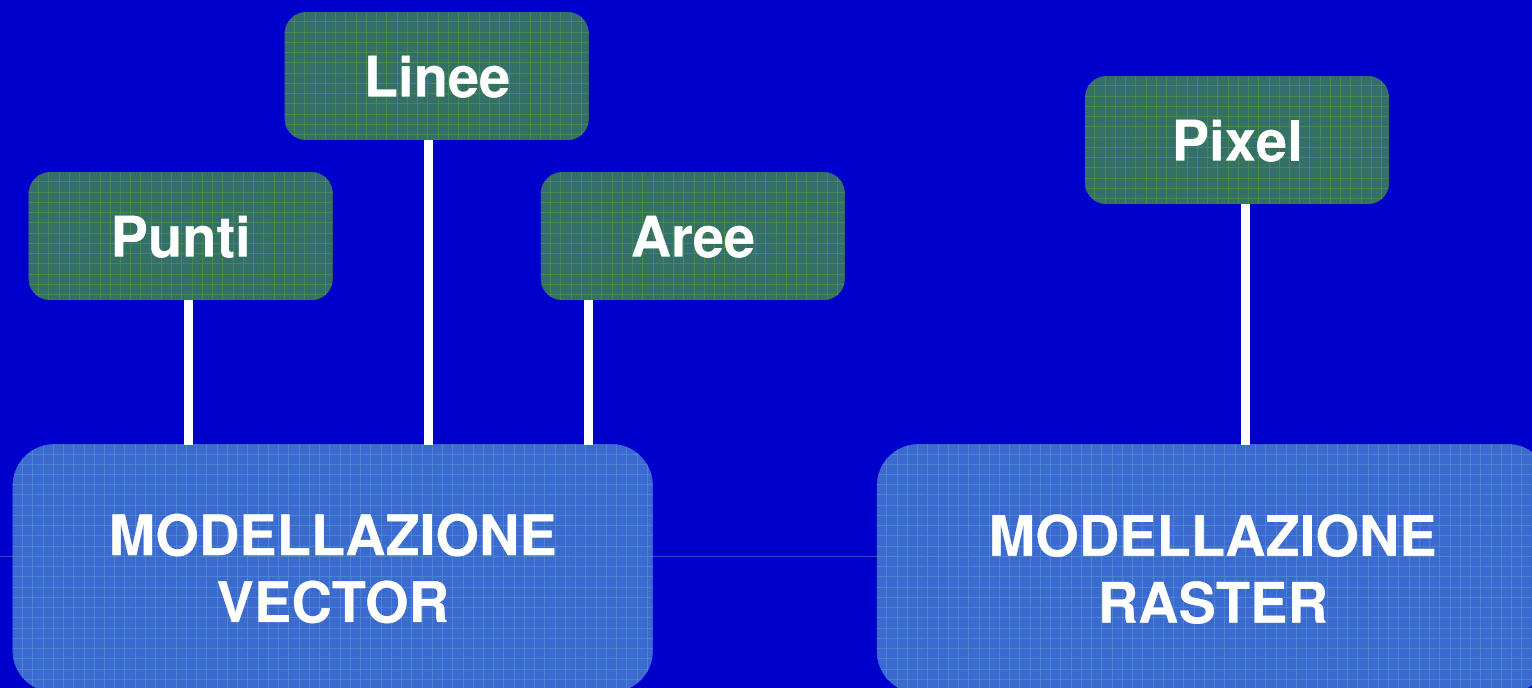 Linee
Pixel
Punti
Aree
MODELLAZIONE
VECTOR
MODELLAZIONE
RASTER